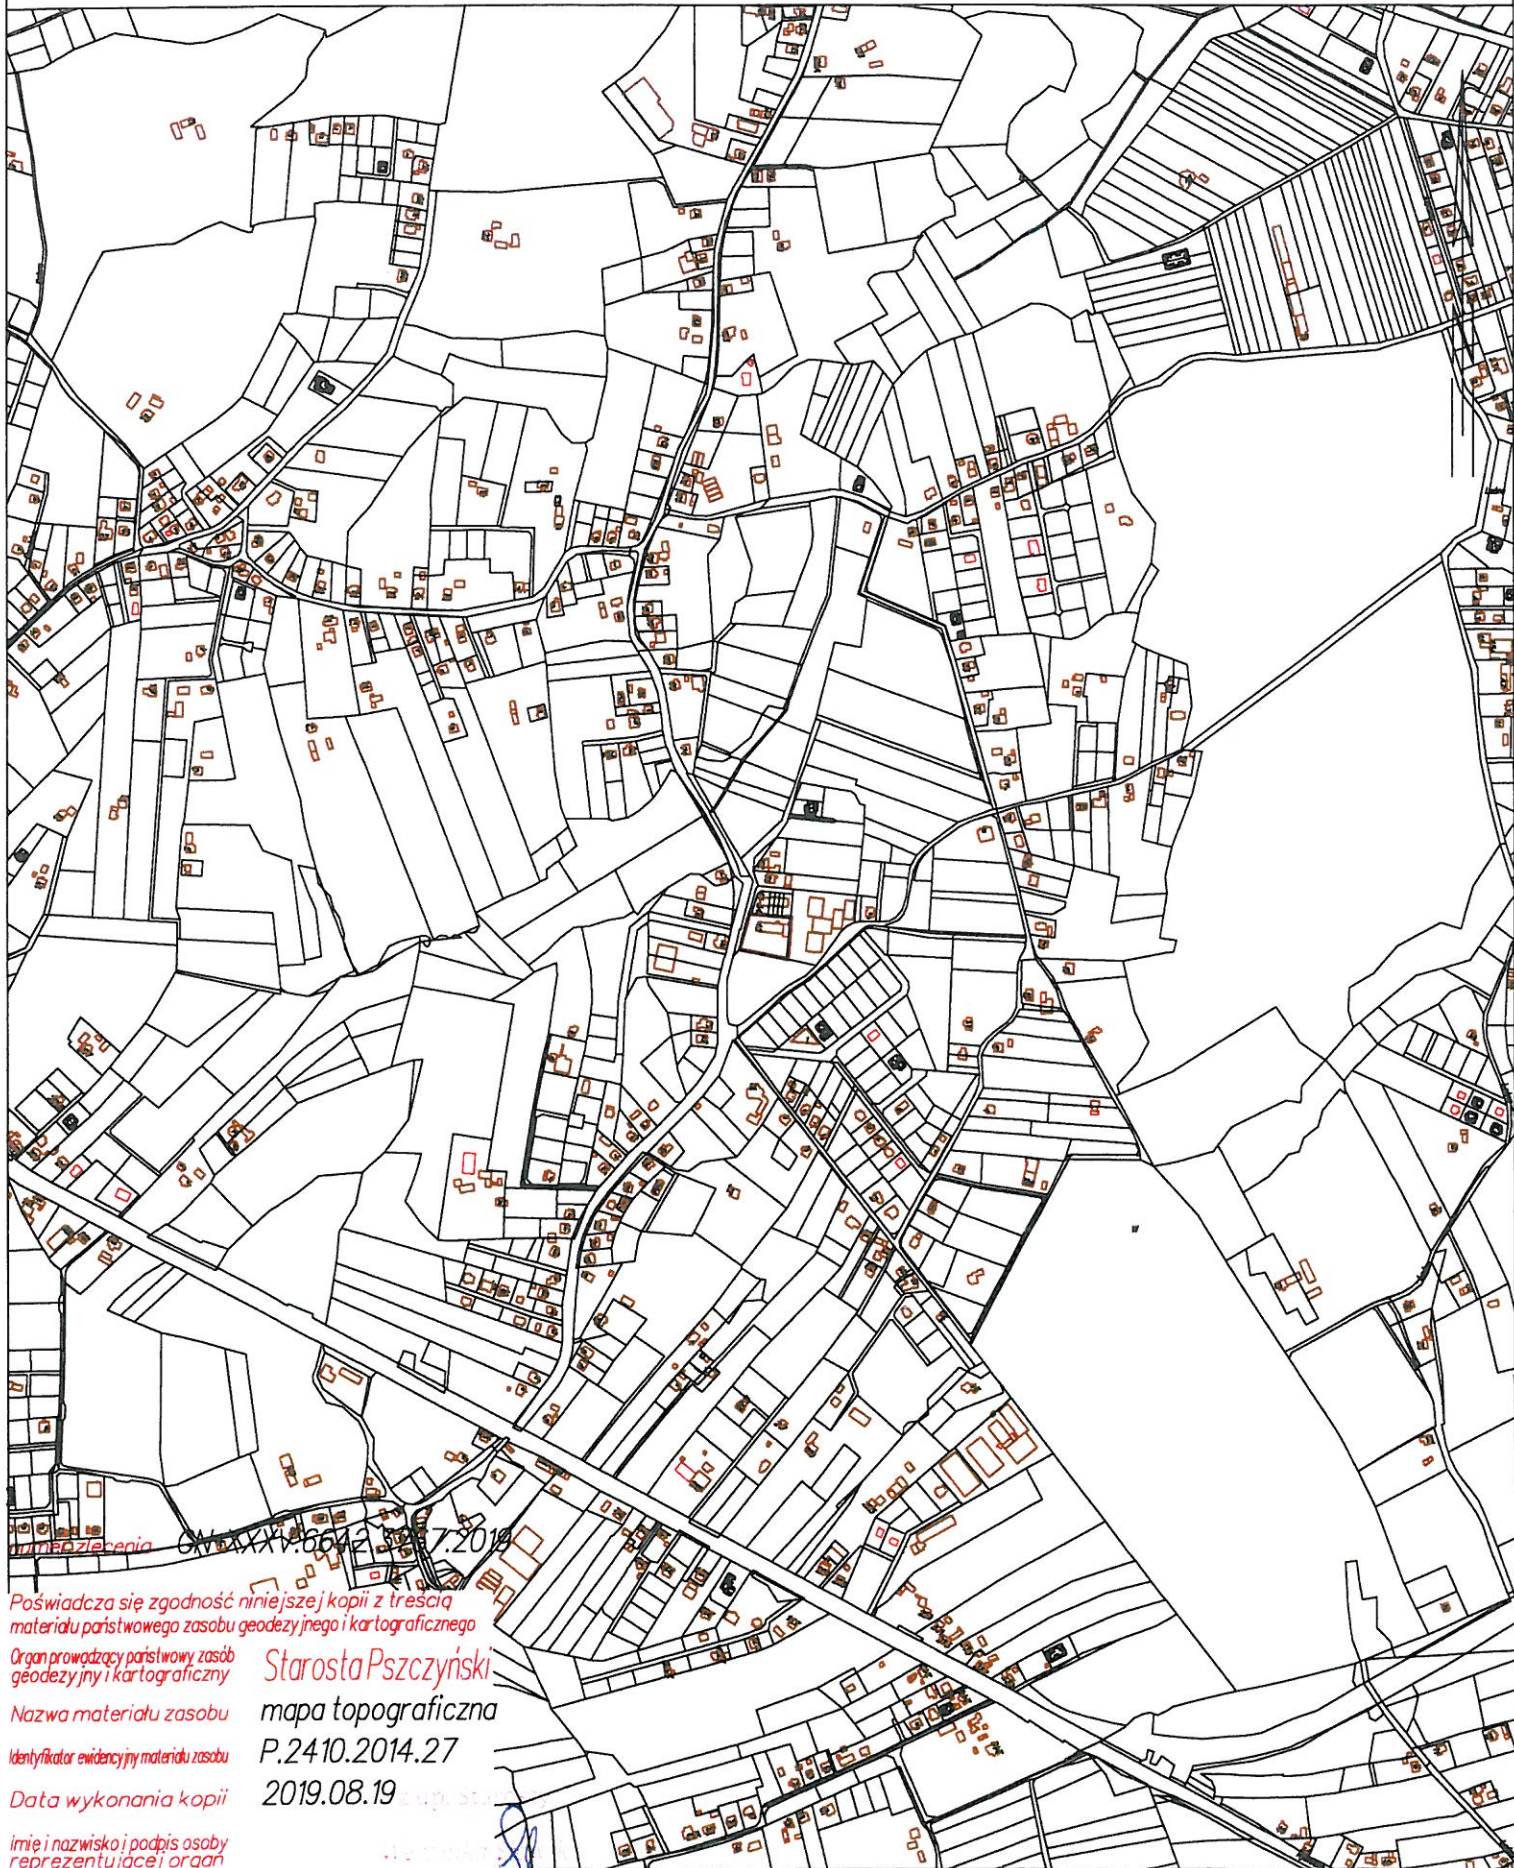 numer zlecenia
Poświadcza się zgodność niniejszej kopii z treścią
materiału państwowego zasobu geodezyjnego i kartograficznego
Organ prowadzący państwowy zasób
geodezyjny i kartograficzny
Starosta Pszczyński
Nazwa materiału zasobu mapa topograficzna
Identyfikator ewidencyjny materiału zasobu P.2410.2014.27
Data wykonania kopii 2019.08.19
imię i nazwisko i podpis osoby
reprezentującej organ